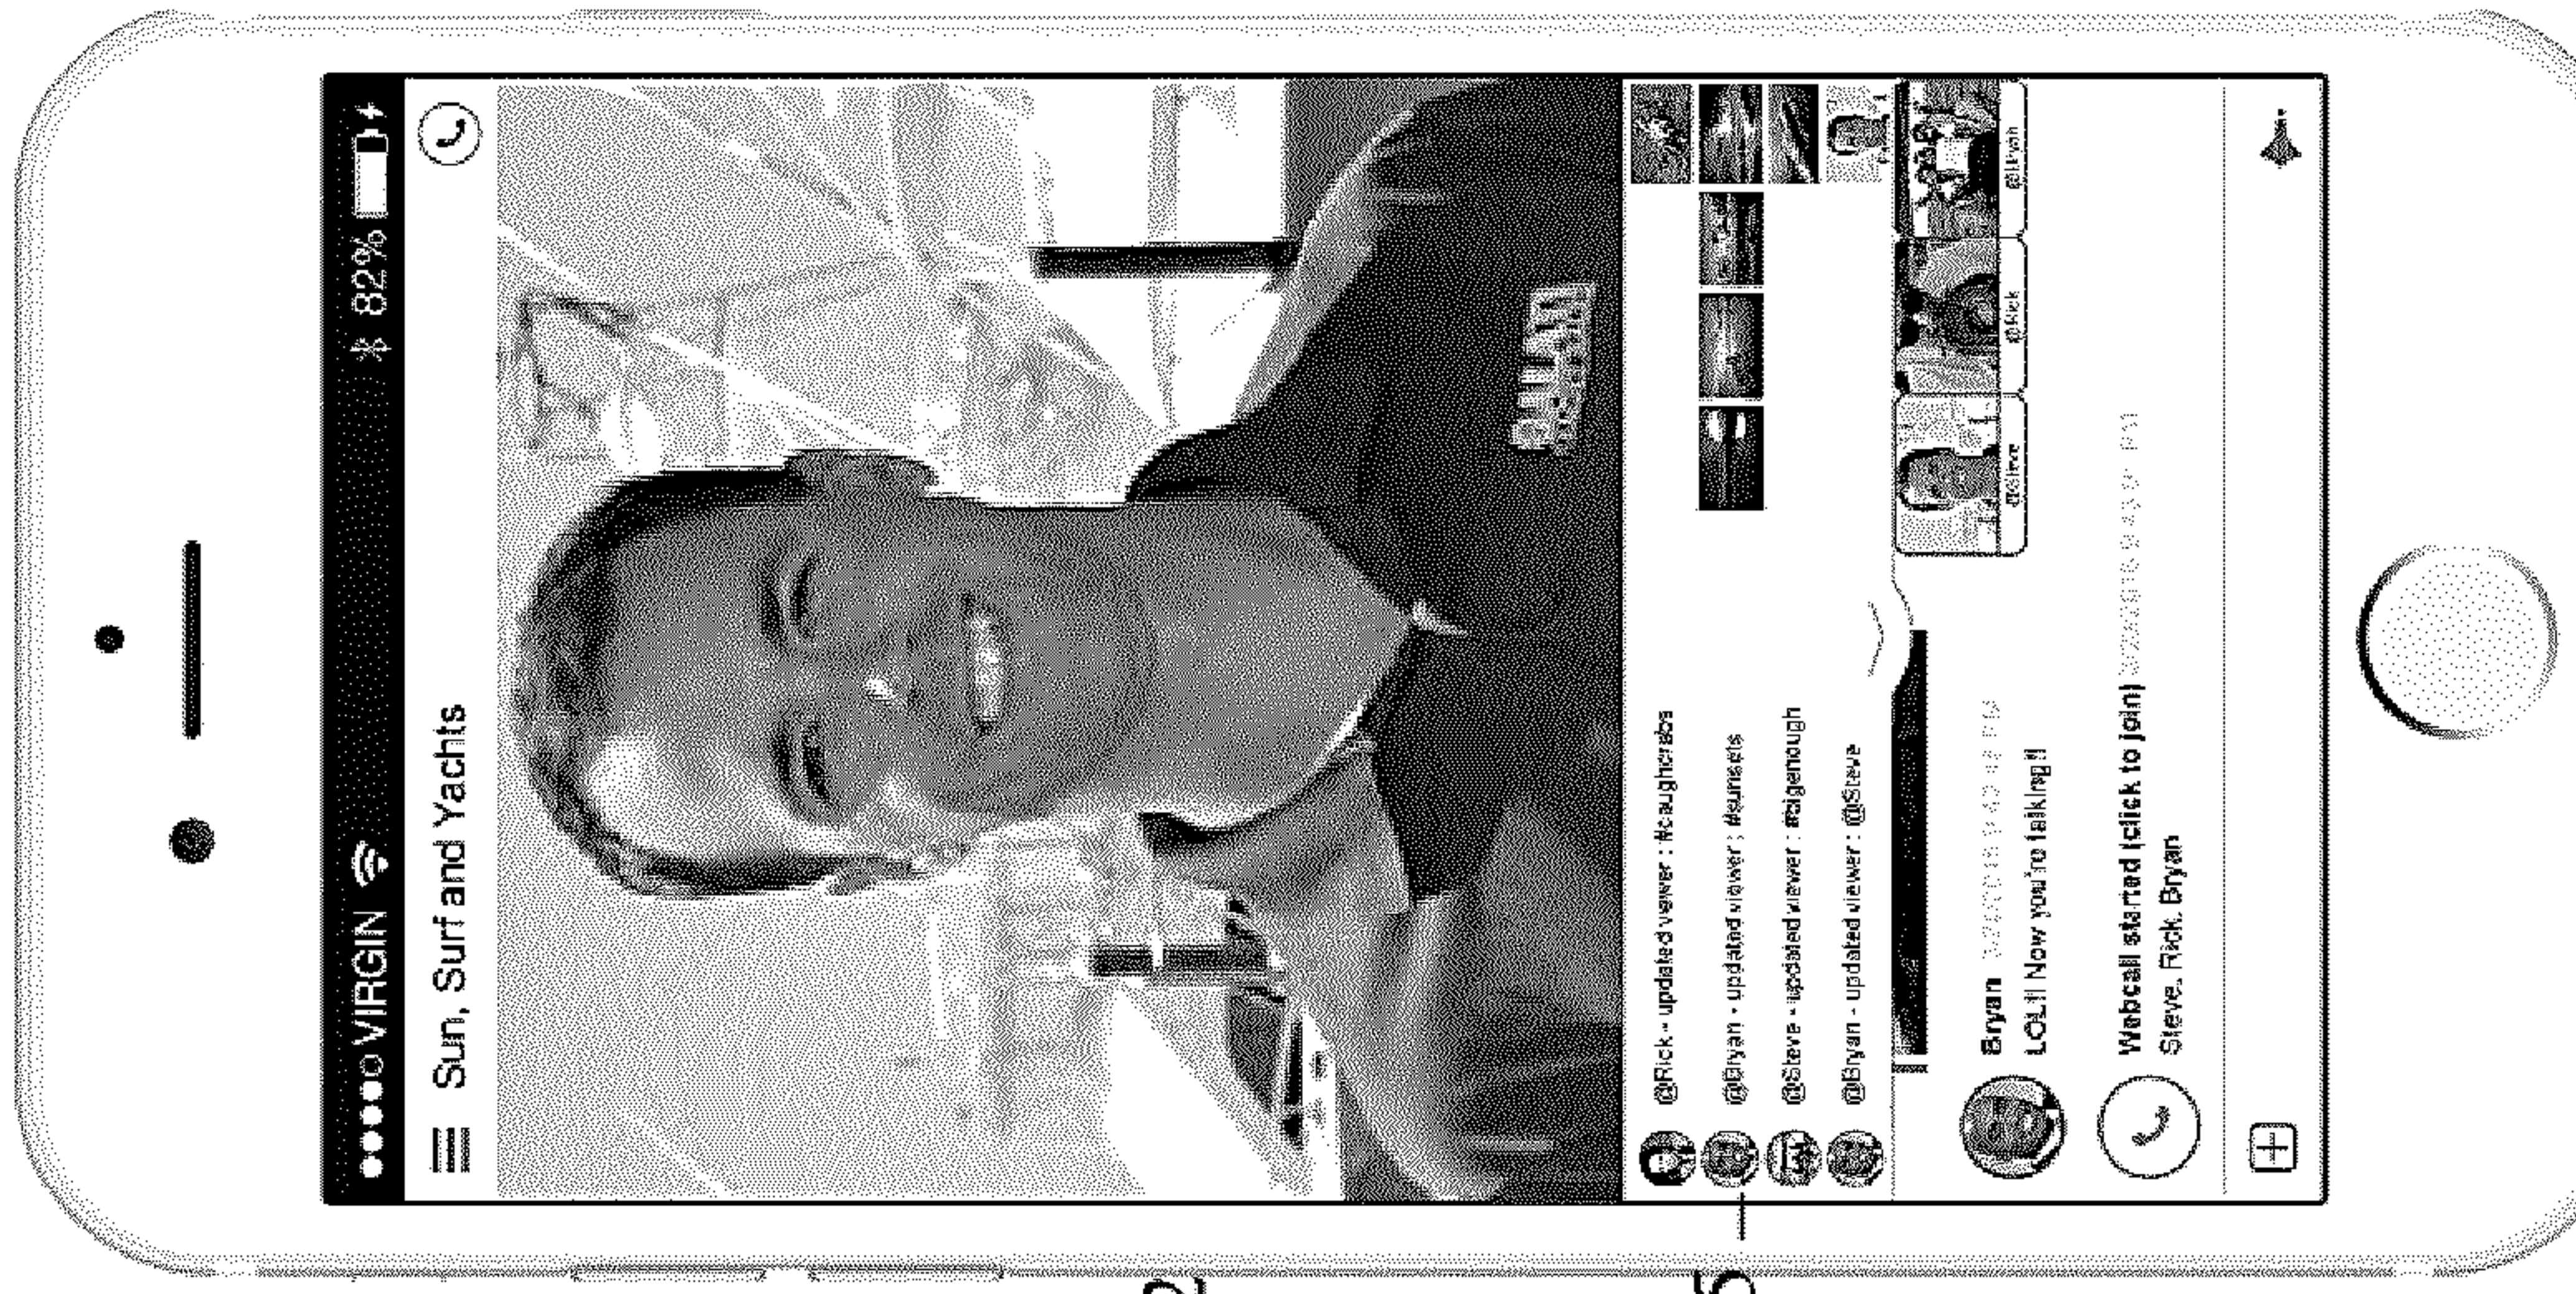 VIRGIN 82%
Sun, Surf and Yachts
@Rick - updated viewer : #caughcrabs
@Bryan - updated viewer : #sunsets
@Steve - updated viewer : #bigenough
@Bryan - updated viewer : @Steve
@Steve @Rick @Bryan
Bryan
LOL!! Now you're talking!!
Webcall started (click to join)
Steve, Rick, Bryan
5